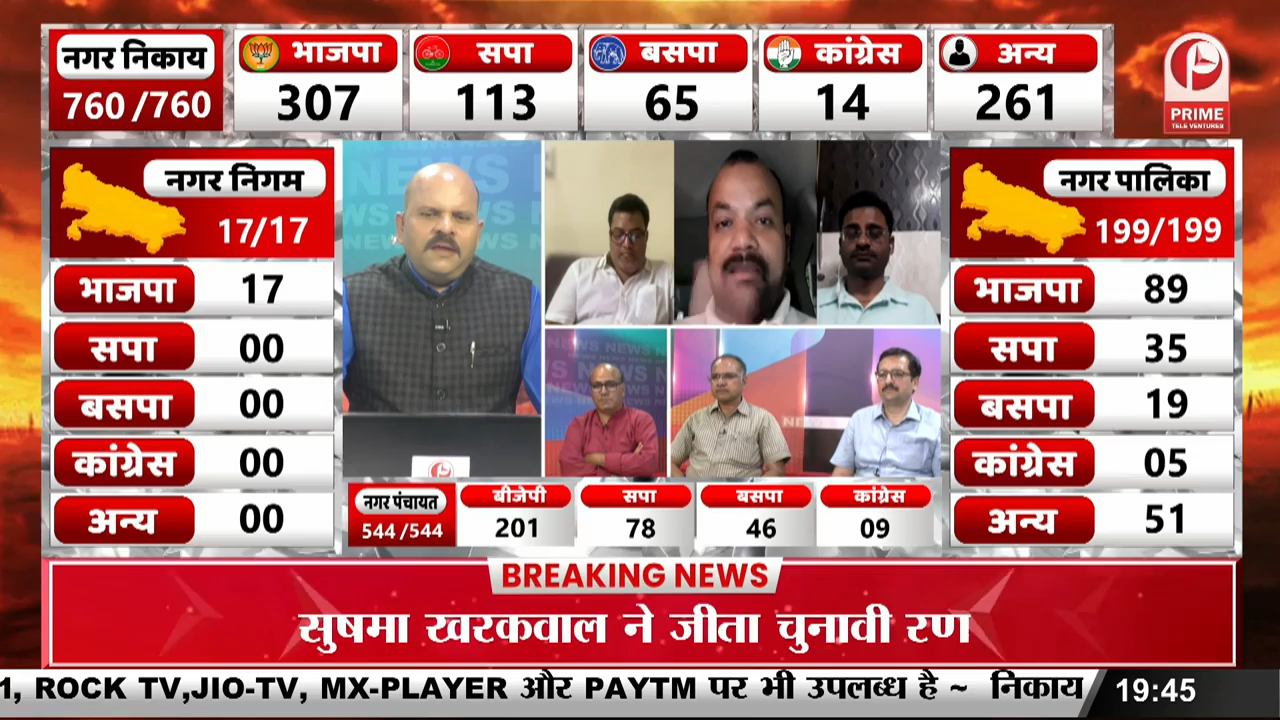 नगर निकाय
760 /760
भाजपा
307
सपा
113
बसपा
65
कांग्रेस
14
अन्य
261
PRIME
TELE VENTURES
नगर निगम
17/17
भाजपा 17
सपा 00
बसपा 00
कांग्रेस 00
अन्य 00
NEWS
नगर पालिका
199/199
भाजपा 89
सपा 35
बसपा 19
कांग्रेस 05
अन्य 51
नगर पंचायत
544 /544
बीजेपी
201
सपा
78
बसपा
46
कांग्रेस
09
BREAKING NEWS
सुषमा खरकवाल ने जीता चुनावी रण
1, ROCK TV,JIO-TV, MX-PLAYER और PAYTM पर भी उपलब्ध है ~ निकाय
19:45